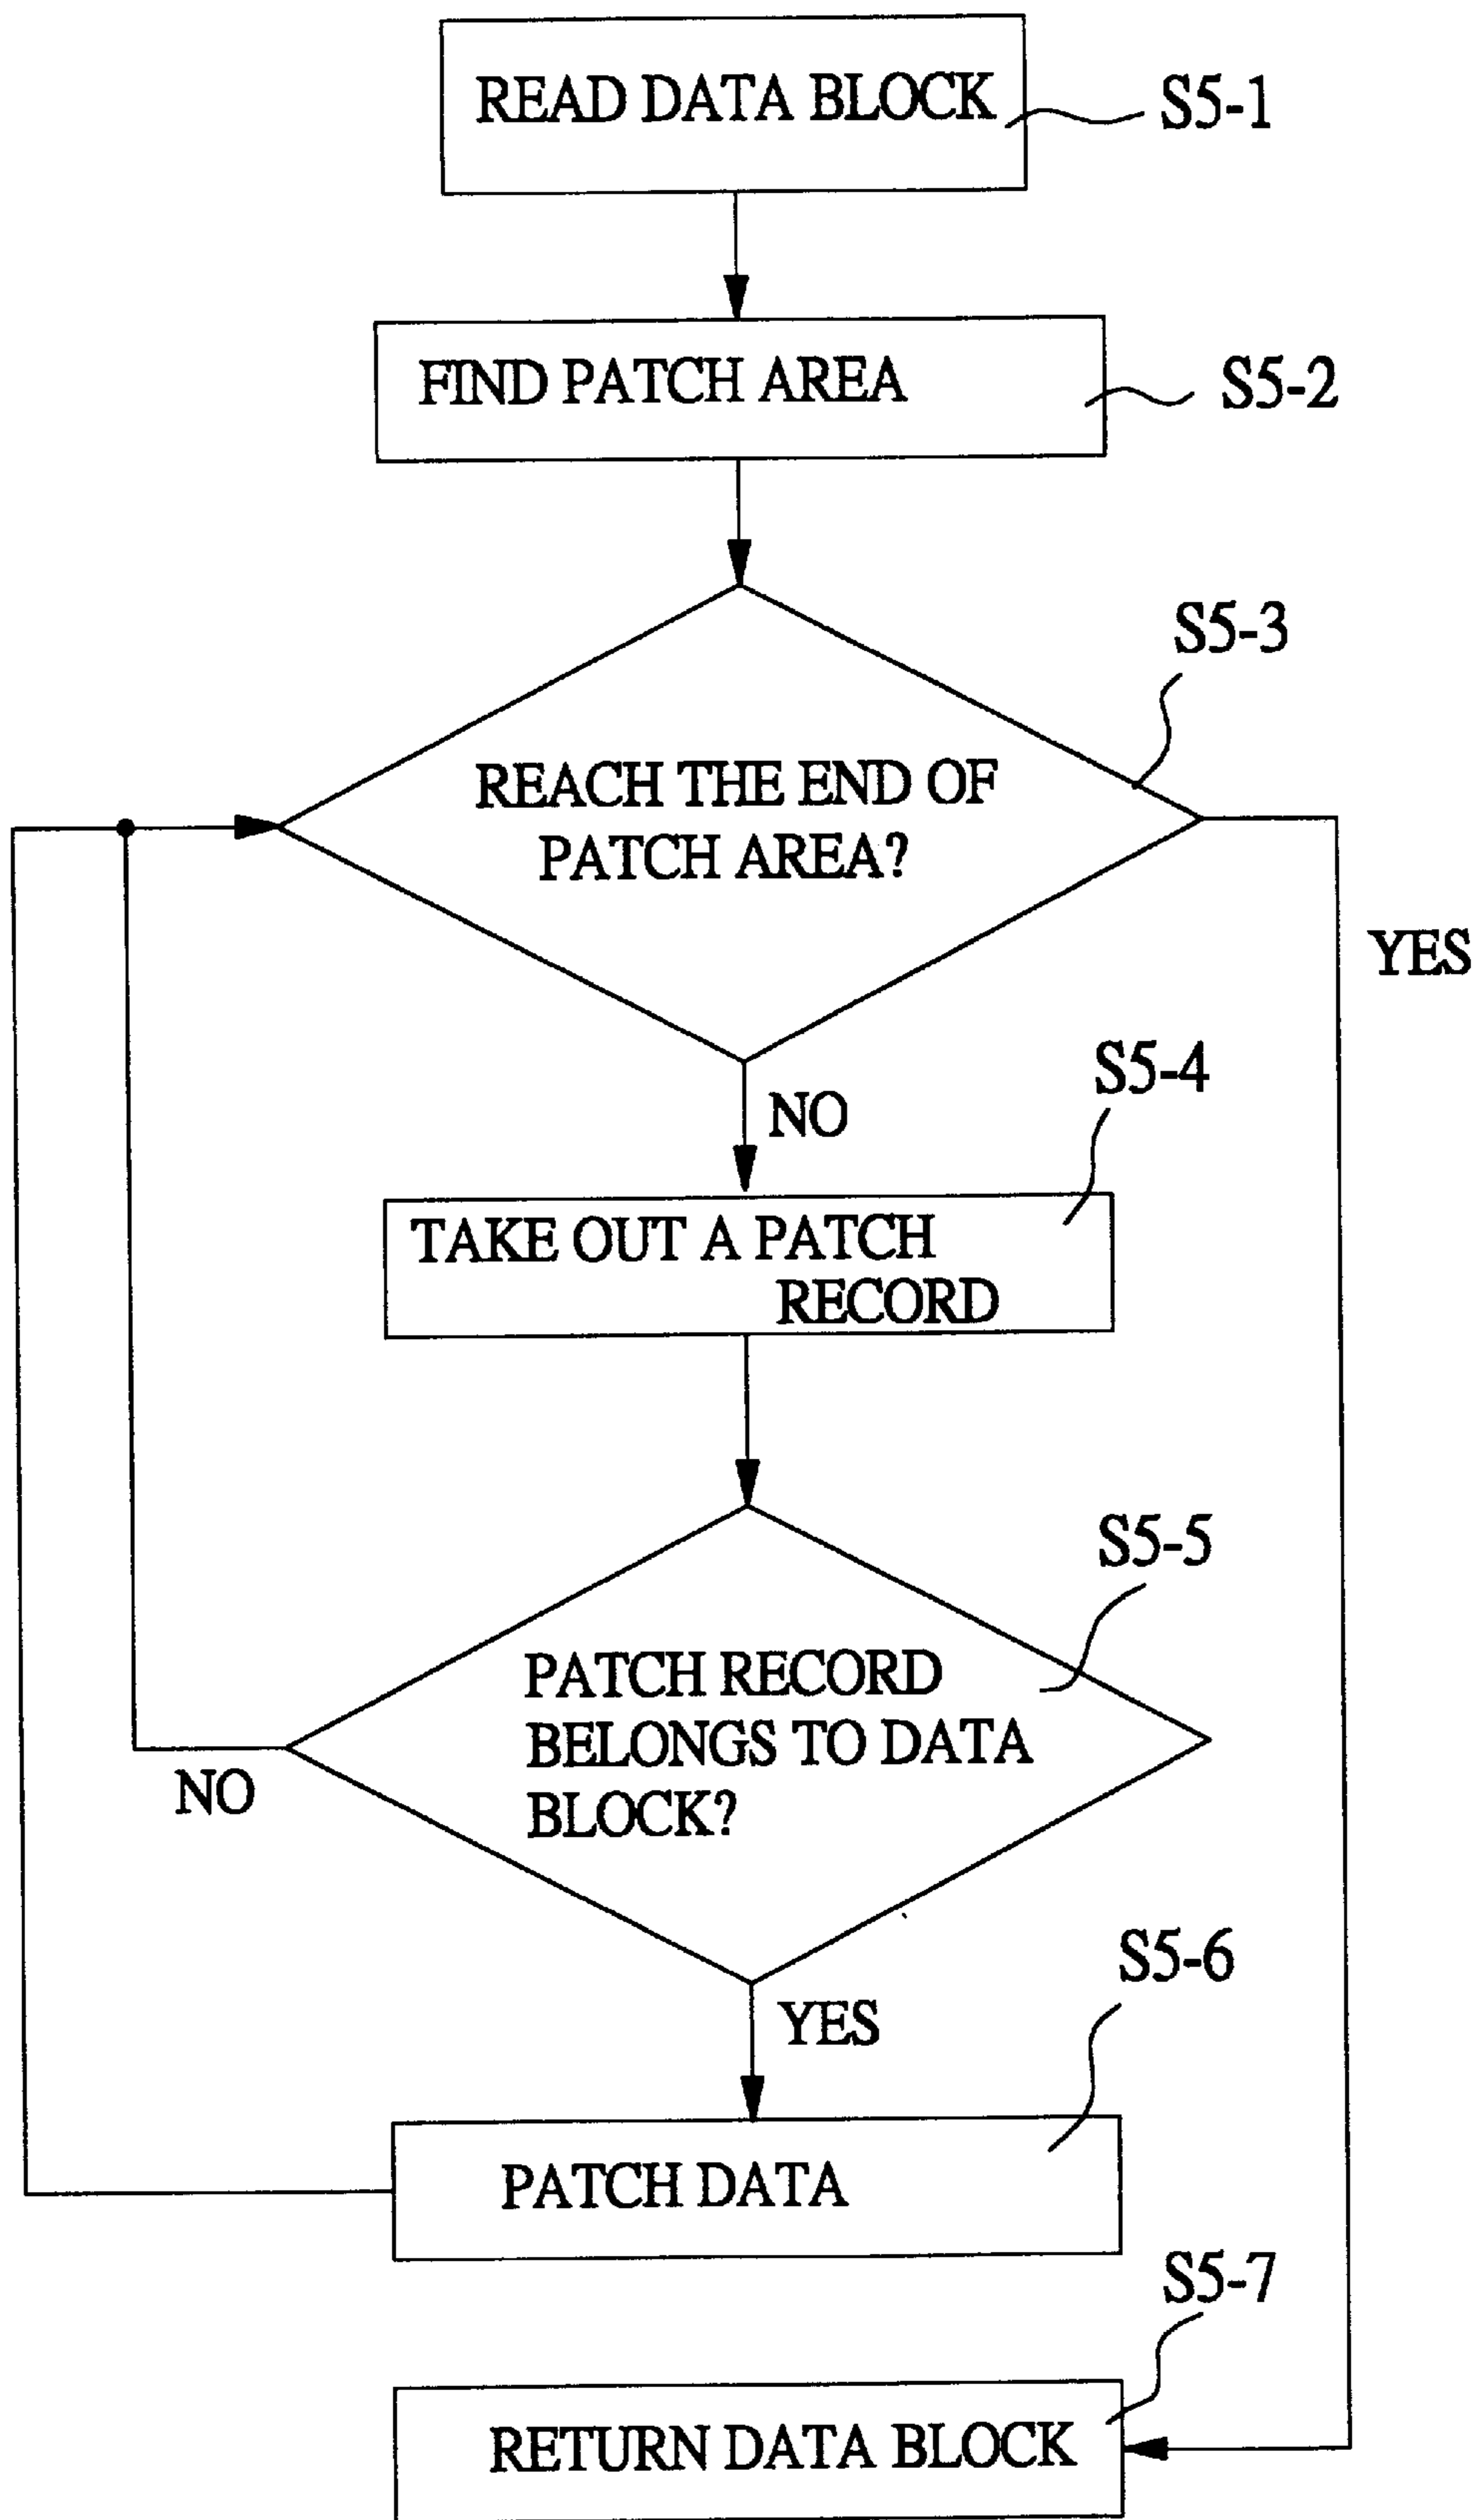 READ DATA BLOCK
S5-1
FIND PATCH AREA
S5-2
S5-3
REACH THE END OF
PATCH AREA?
YES
NO
S5-4
TAKE OUT A PATCH
RECORD
S5-5
PATCH RECORD
BELONGS TO DATA
BLOCK?
NO
YES
S5-6
PATCH DATA
S5-7
RETURN DATA BLOCK